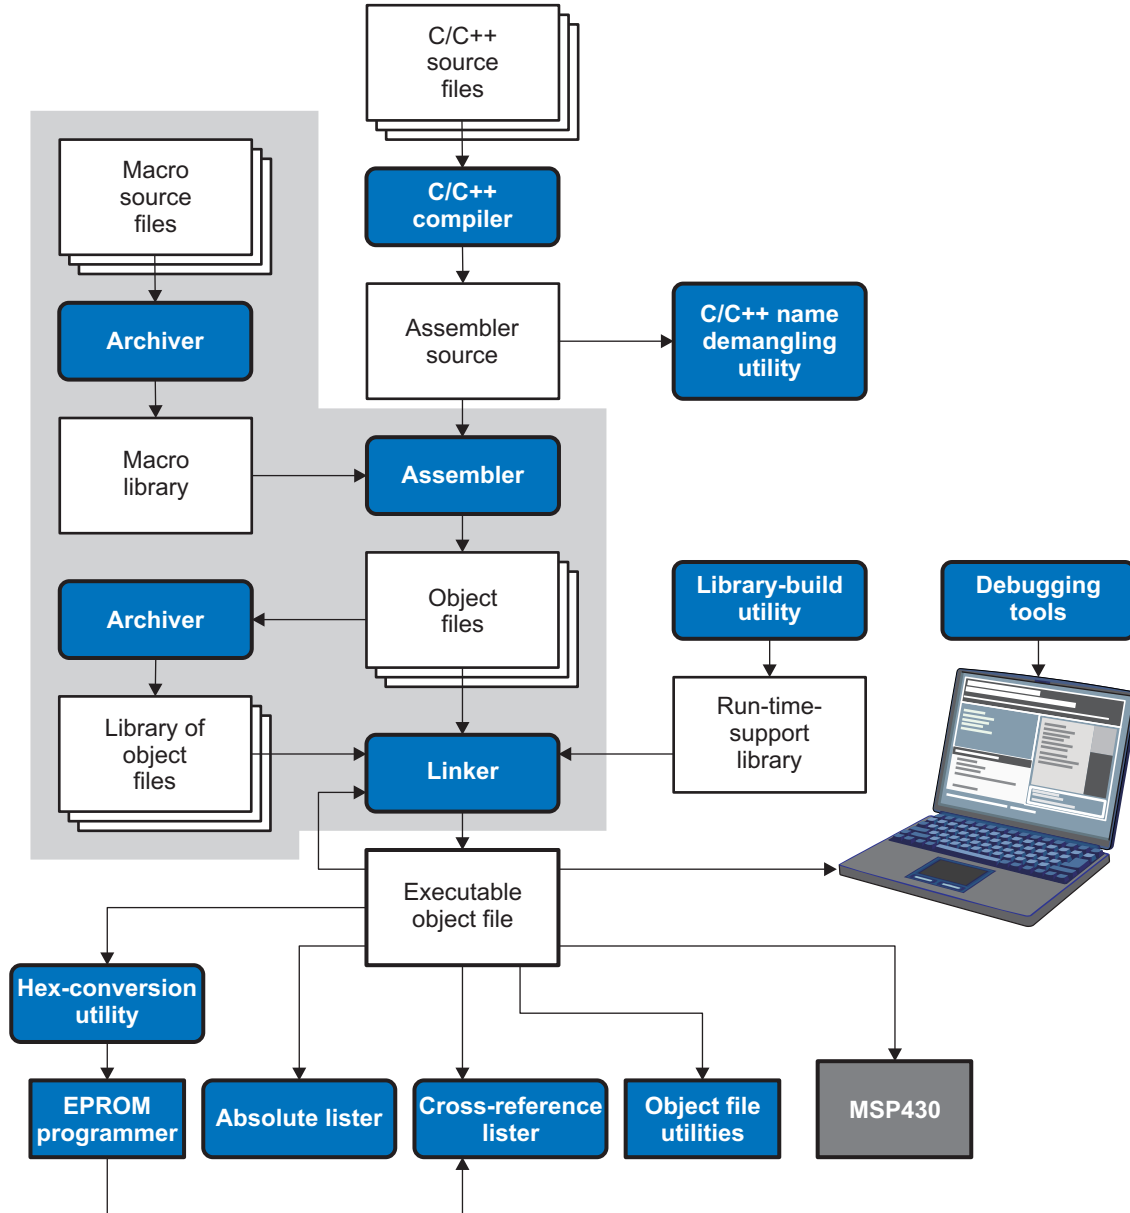 C/C++
source
files
Macro
source
files
C/C++
compiler
Archiver
Assembler
source
C/C++ name
demangling
utility
Macro
library
Assembler
Archiver
Object
files
Library-build
utility
Debugging
tools
Library of
object
files
Linker
Run-time-
support
library
Executable
object file
Hex-conversion
utility
EPROM
programmer
Absolute lister
Cross-reference
lister
Object file
utilities
MSP430